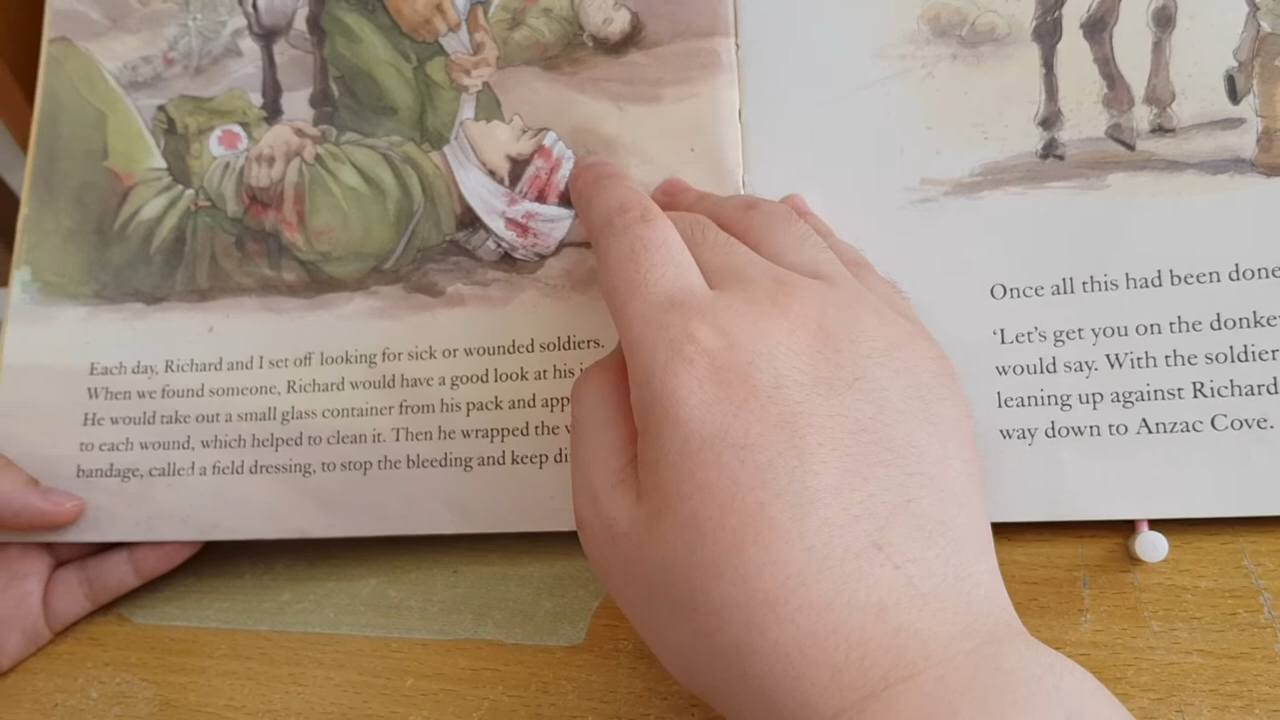 Each day, Richard and I set off looking for sick or wounded soldiers.
When we found someone, Richard would have a good look at his
He would take out a small glass container from his pack and
to each wound, which helped to clean it. Then he wrapped the
bandage, called a field dressing, to stop the bleeding and keep
Once all this had been done
'Let's get you on the donkey
would say. With the soldier
leaning up against Richard
way down to Anzac Cove.